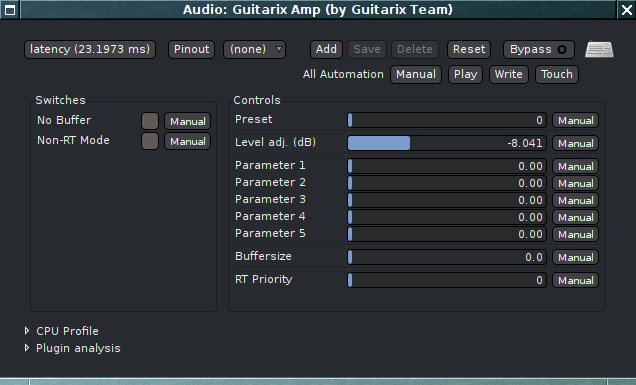 Audio: Guitarix Amp (by Guitarix Team)
latency (23.1973 ms) Pinout (none) Add Save Delete Reset Bypass
All Automation Manual Play Write Touch
Switches
No Buffer Manual
Non-RT Mode Manual
Controls
Preset 0 Manual
Level adj. (dB) -8.041 Manual
Parameter 1 0.00 Manual
Parameter 2 0.00 Manual
Parameter 3 0.00 Manual
Parameter 4 0.00 Manual
Parameter 5 0.00 Manual
Buffersize 0.0 Manual
RT Priority 0 Manual
CPU Profile
Plugin analysis